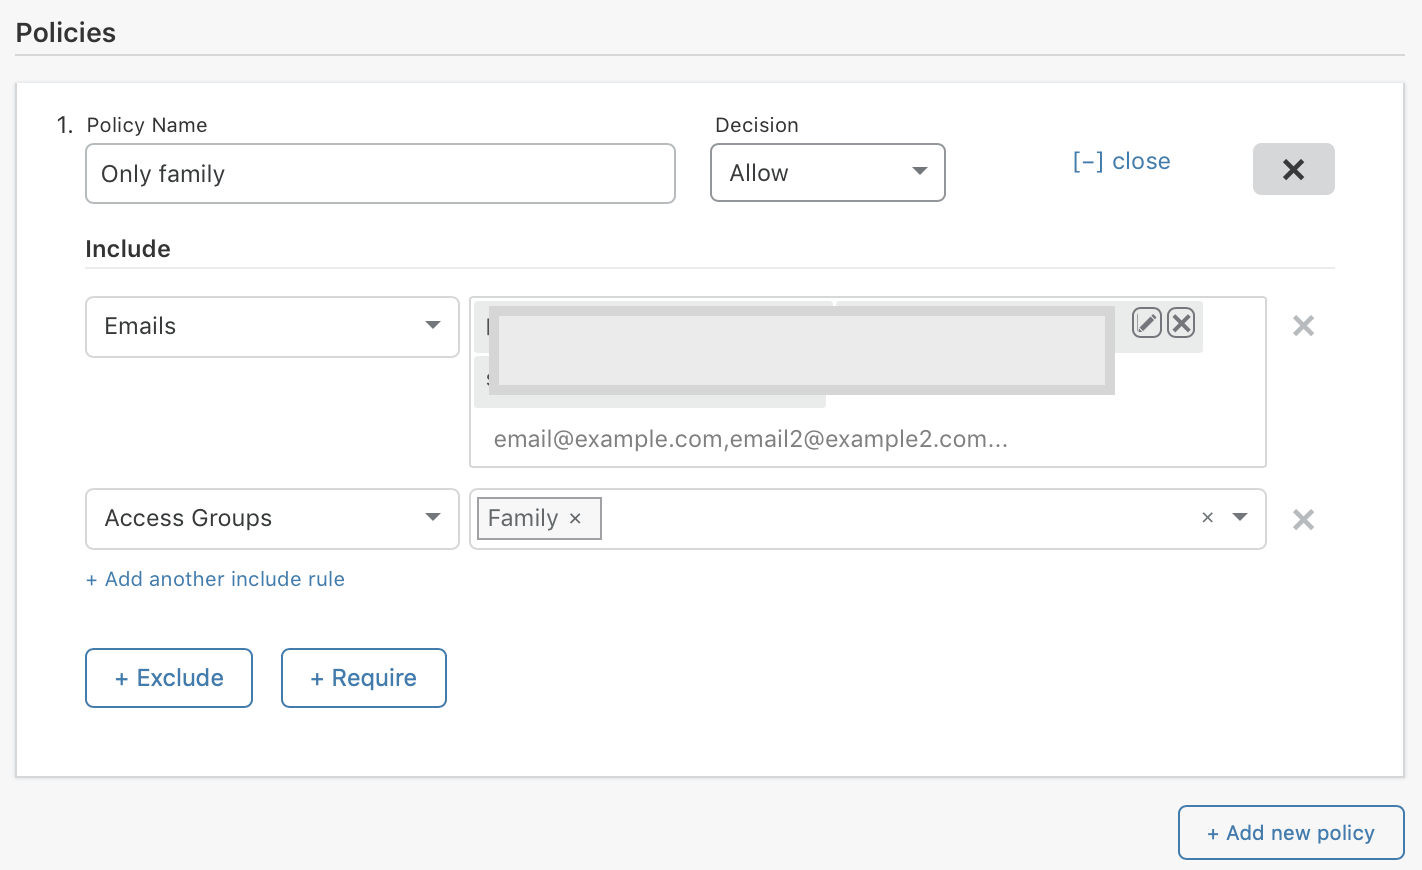 Policies
1. Policy Name
Decision
Only family
Allow
[–] close
Include
Emails
email@example.com,email2@example2.com...
Access Groups
Family ×
+ Add another include rule
+ Exclude
+ Require
+ Add new policy